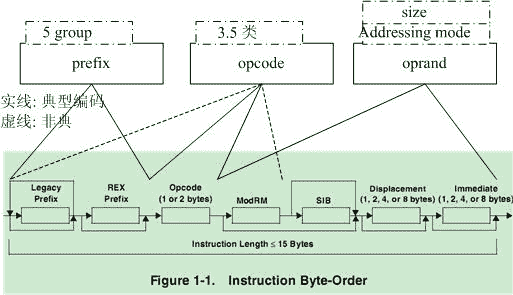 size
5 group
3.5 类
Addressing mode
prefix
opcode
oprand
实线: 典型编码
虚线: 非典
Legacy Prefix
REX Prefix
Opcode (1 or 2 bytes)
ModRM
SIB
Displacement (1, 2, 4, or 8 bytes)
Immediate (1, 2, 4, or 8 bytes)
Instruction Length ≤ 15 Bytes
Figure 1-1. Instruction Byte-Order